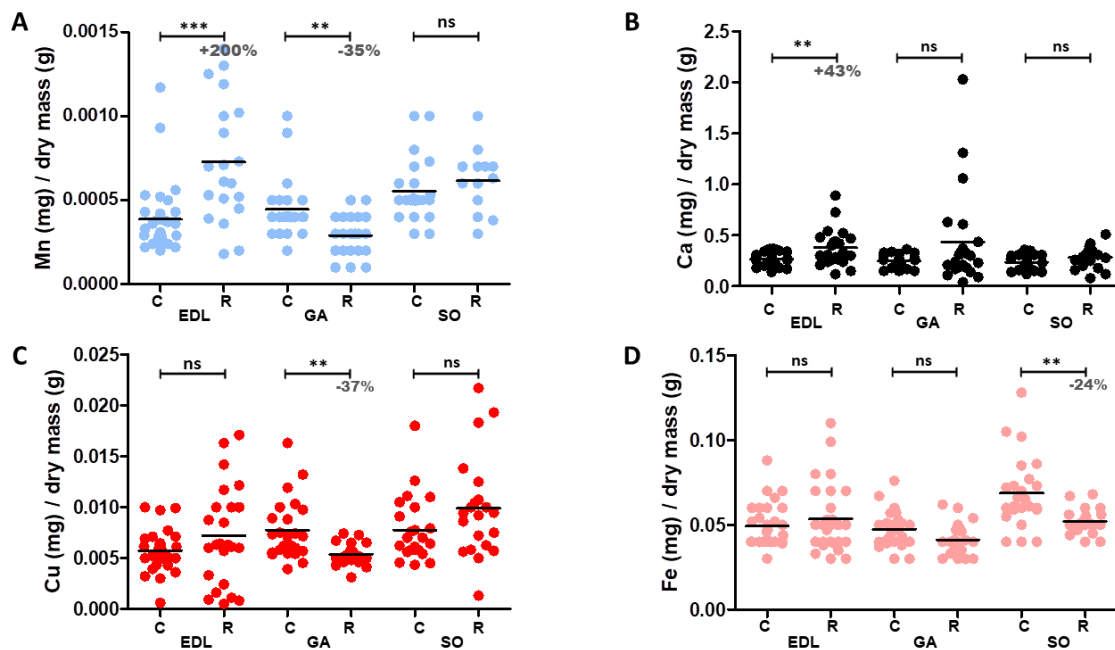 A
Mn (mg) / dry mass (g)
0.0015
0.0010
0.0005
0.0000
*** ** ns
+200% -35%
C R C R C R
EDL GA SO
B
Ca (mg) / dry mass (g)
2.5
2.0
1.5
1.0
0.5
0.0
** ns ns
+43%
C R C R C R
EDL GA SO
C
Cu (mg) / dry mass (g)
0.025
0.020
0.015
0.010
0.005
0.000
ns ** ns
-37%
C R C R C R
EDL GA SO
D
Fe (mg) / dry mass (g)
0.15
0.10
0.05
0.00
ns ns **
-24%
C R C R C R
EDL GA SO